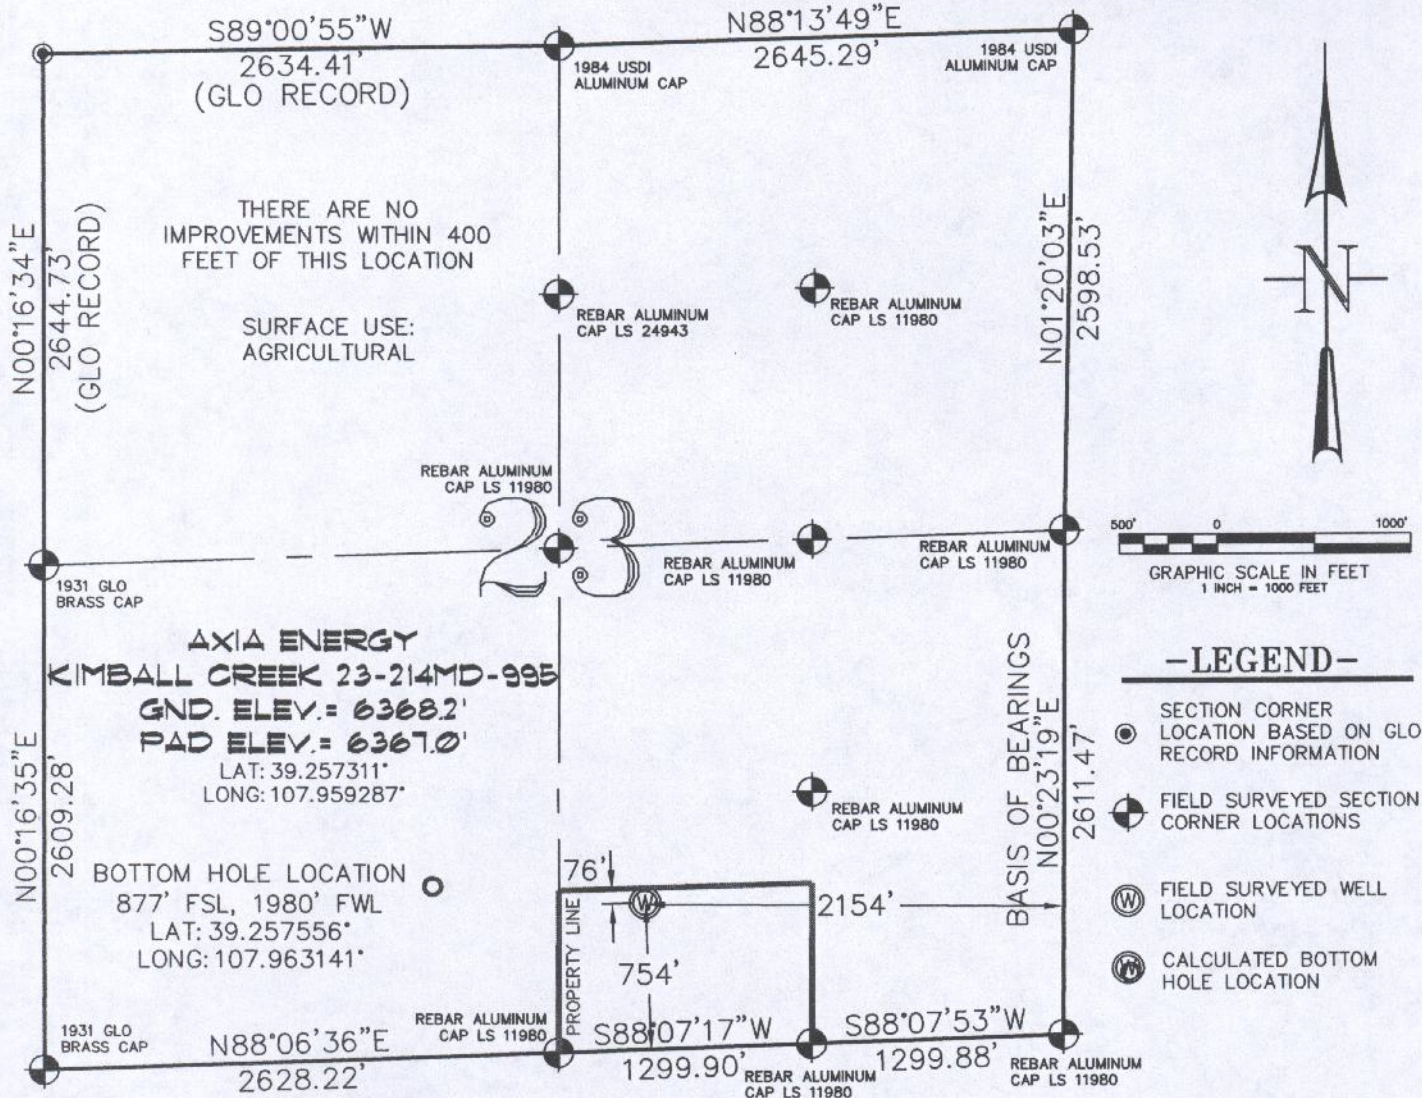 S89°00'55"W
2634.41'
(GLO RECORD)
N88°13'49"E
2645.29'
1984 USDI
ALUMINUM CAP
1984 USDI
ALUMINUM CAP
N00°16'34"E
2644.73'
(GLO RECORD)
THERE ARE NO
IMPROVEMENTS WITHIN 400
FEET OF THIS LOCATION
SURFACE USE:
AGRICULTURAL
REBAR ALUMINUM
CAP LS 24943
REBAR ALUMINUM
CAP LS 11980
N01°20'03"E
2598.53'
N
REBAR ALUMINUM
CAP LS 11980
23
REBAR ALUMINUM
CAP LS 11980
REBAR ALUMINUM
CAP LS 11980
500' 0 1000'
GRAPHIC SCALE IN FEET
1 INCH = 1000 FEET
1931 GLO
BRASS CAP
AXIA ENERGY
KIMBALL CREEK 23-214MD-995
GND. ELEV.= 6368.2'
PAD ELEV.= 6367.0'
LAT: 39.257311°
LONG: 107.959287°
N00°16'35"E
2609.28'
BOTTOM HOLE LOCATION
877' FSL, 1980' FWL
LAT: 39.257556°
LONG: 107.963141°
REBAR ALUMINUM
CAP LS 11980
BASIS OF BEARINGS
N00°23'19"E
2611.47'
-LEGEND-
SECTION CORNER
LOCATION BASED ON GLO
RECORD INFORMATION
FIELD SURVEYED SECTION
CORNER LOCATIONS
W
FIELD SURVEYED WELL
LOCATION
CALCULATED BOTTOM
HOLE LOCATION
76'
W
2154'
PROPERTY LINE
754'
1931 GLO
BRASS CAP
N88°06'36"E
2628.22'
REBAR ALUMINUM
CAP LS 11980
S88°07'17"W
1299.90'
REBAR ALUMINUM
CAP LS 11980
S88°07'53"W
1299.88'
REBAR ALUMINUM
CAP LS 11980